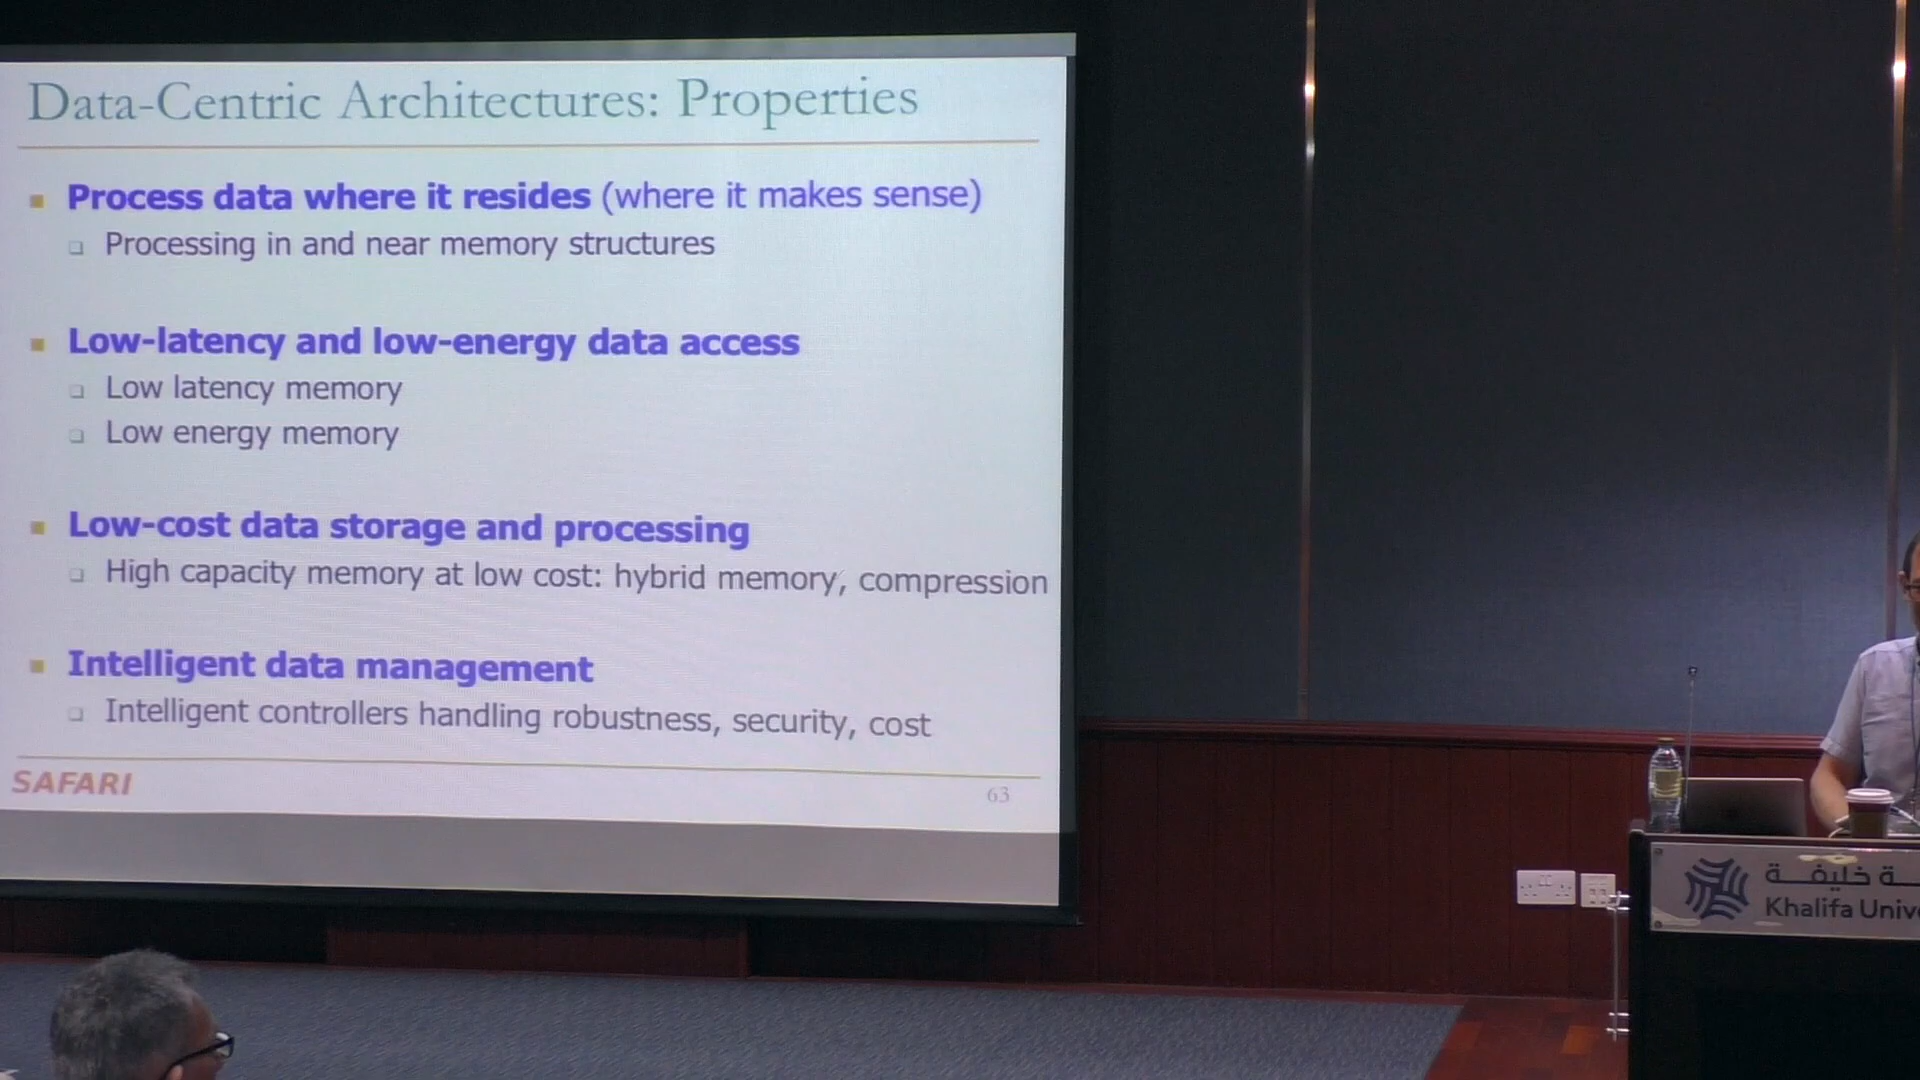 Data-Centric Architectures: Properties
Process data where it resides (where it makes sense)
Processing in and near memory structures
Low-latency and low-energy data access
Low latency memory
Low energy memory
Low-cost data storage and processing
High capacity memory at low cost: hybrid memory, compression
Intelligent data management
Intelligent controllers handling robustness, security, cost
SAFARI
63
خليفة
Khalifa